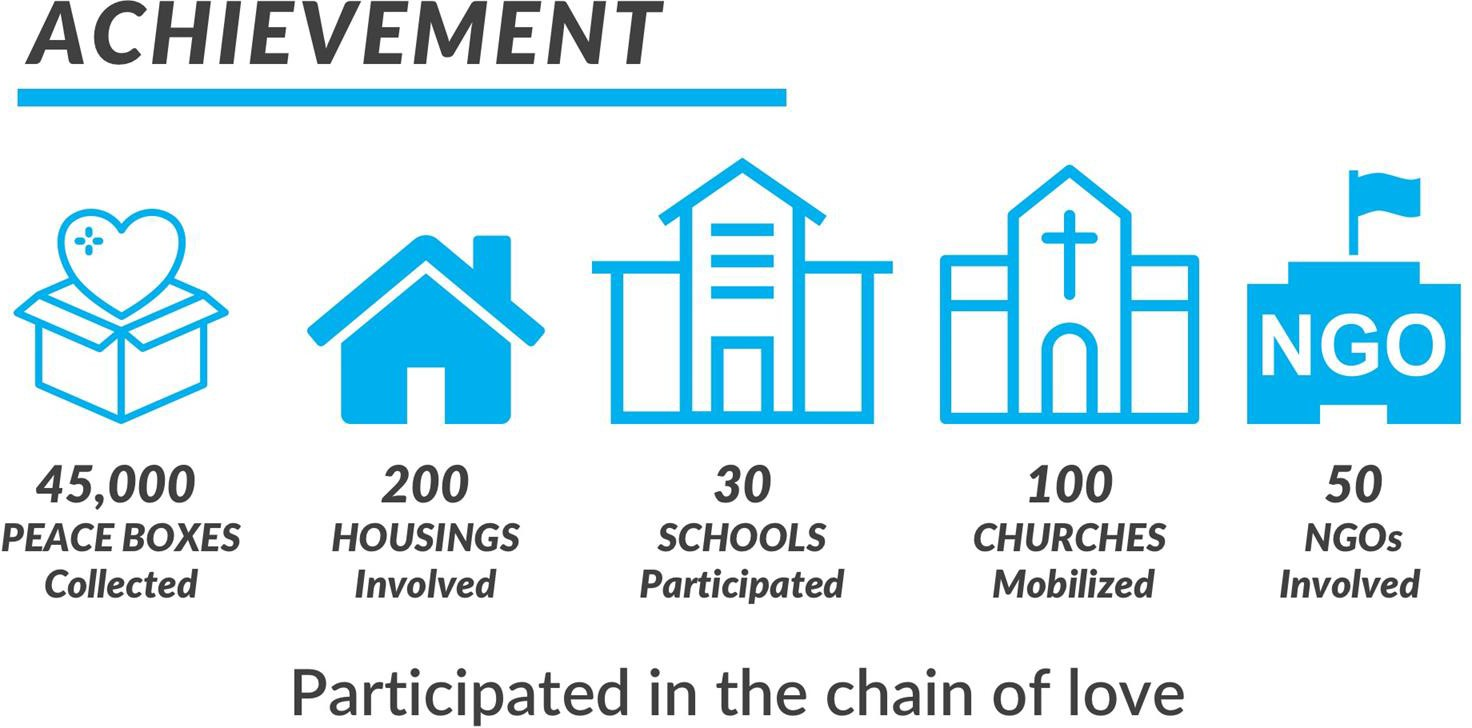 ACHIEVEMENT
NGO
45,000
PEACE BOXES
Collected
200
HOUSINGS
Involved
30
SCHOOLS
Participated
100
CHURCHES
Mobilized
50
NGOs
Involved
Participated in the chain of love